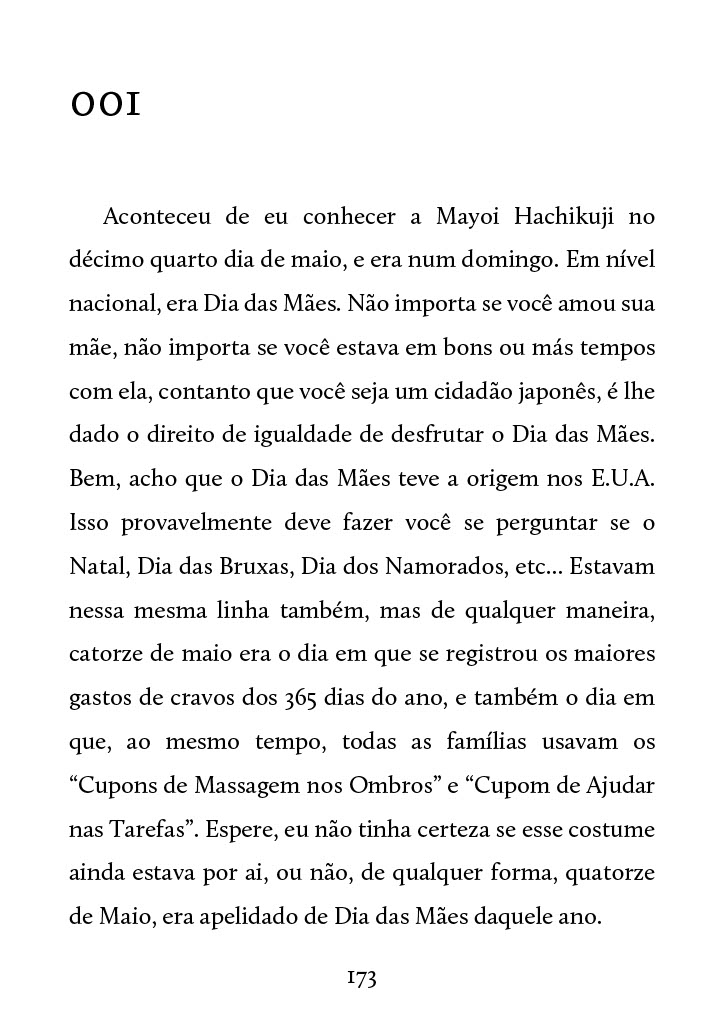 001
Aconteceu de eu conhecer a Mayoi Hachikuji no
décimo quarto dia de maio, e era num domingo. Em nível
nacional, era Dia das Mães. Não importa se você amou sua
mãe, não importa se você estava em bons ou más tempos
com ela, contanto que você seja um cidadão japonês, é lhe
dado o direito de igualdade de desfrutar o Dia das Mães.
Bem, acho que o Dia das Mães teve a origem nos E.U.A.
Isso provavelmente deve fazer você se perguntar se o
Natal, Dia das Bruxas, Dia dos Namorados, etc... Estavam
nessa mesma linha também, mas de qualquer maneira,
catorze de maio era o dia em que se registrou os maiores
gastos de cravos dos 365 dias do ano, e também o dia em
que, ao mesmo tempo, todas as famílias usavam os
“Cupons de Massagem nos Ombros” e “Cupom de Ajudar
nas Tarefas”. Espere, eu não tinha certeza se esse costume
ainda estava por ai, ou não, de qualquer forma, quatorze
de Maio, era apelidado de Dia das Mães daquele ano.
173